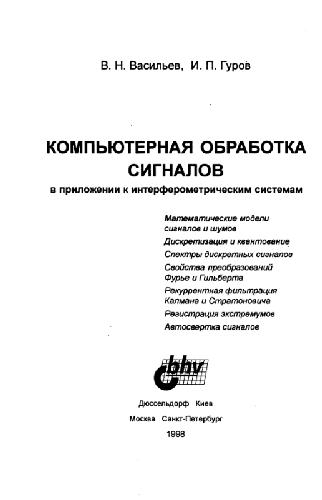 В. Н. Васильев, И. П. Гуров
КОМПЬЮТЕРНАЯ ОБРАБОТКА
СИГНАЛОВ
в приложении к интерферометрическим системам
Математические модели
сигналов и шумов
Дискретизация и квантование
Спектры дискретных сигналов
Свойства преобразований
Фурье и Гильберта
Рекуррентная фильтрация
Калмана и Стратоновича
Регистрация экстремумов
Автосвертка сигналов
bhv
Дюссельдорф Киев
Москва Санкт-Петербург
1998